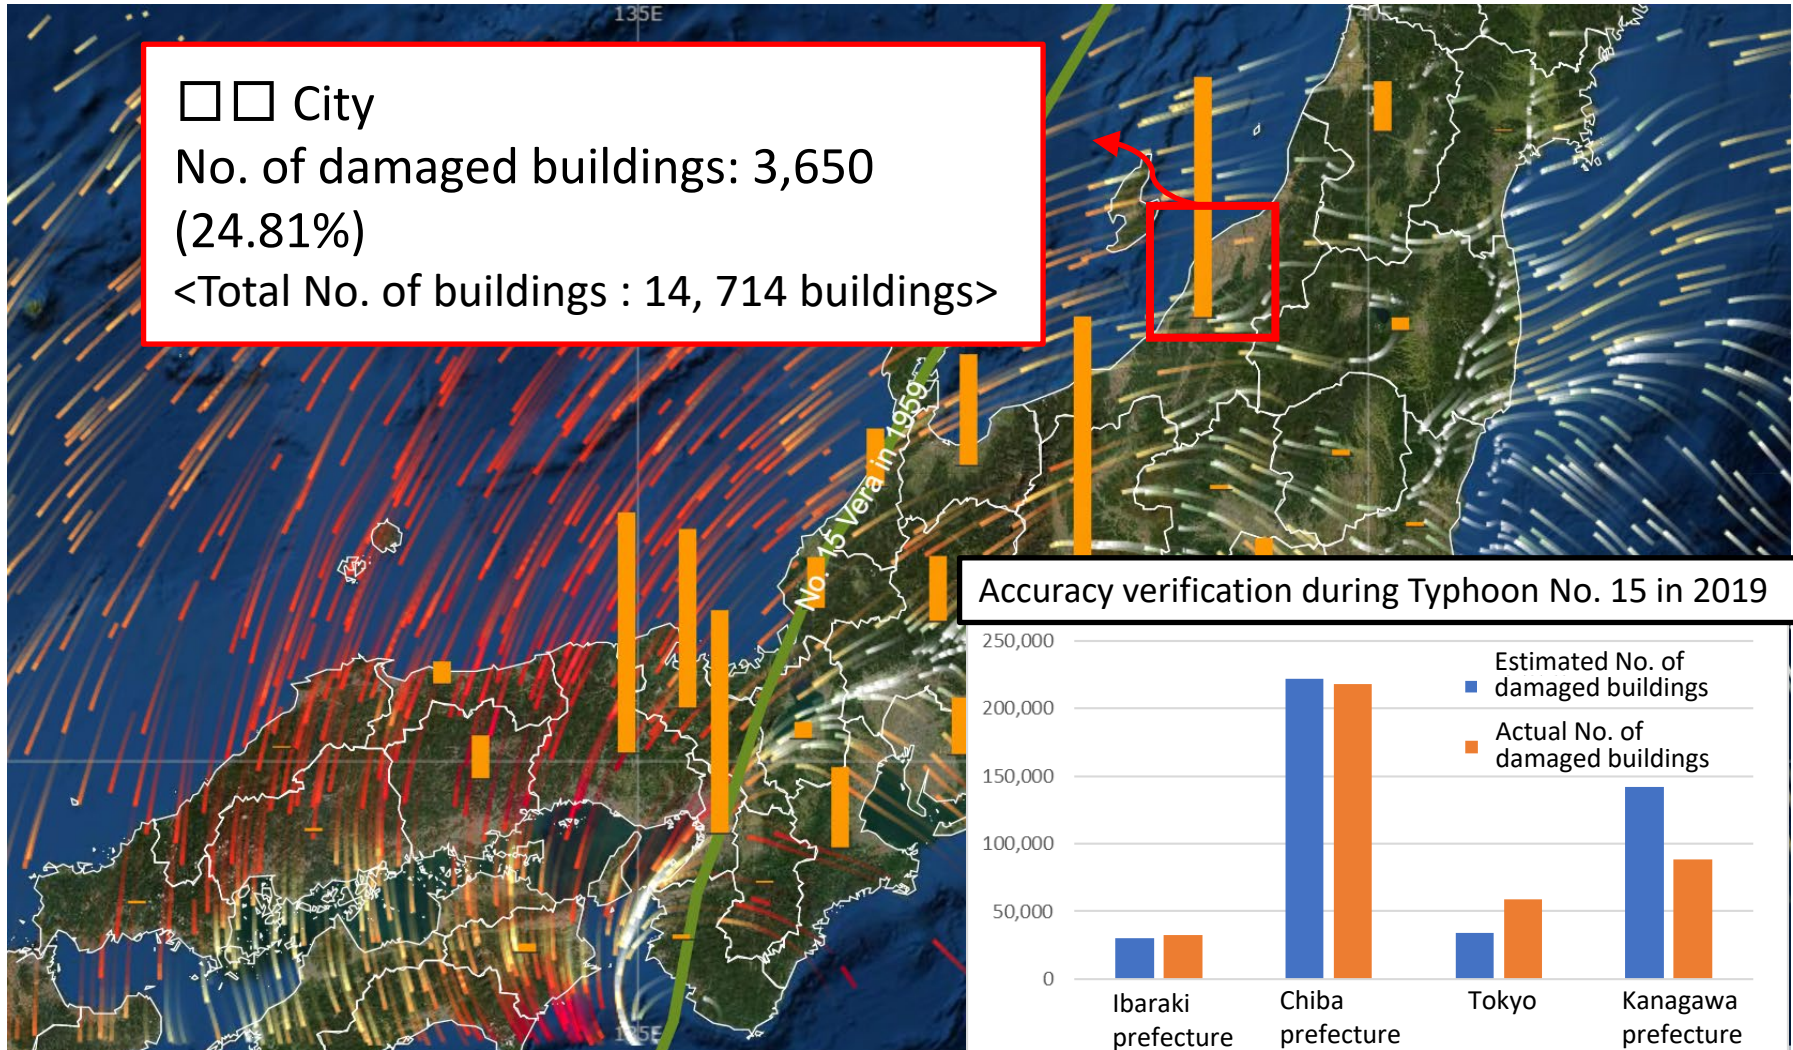 135E
140E
□□ City
No. of damaged buildings: 3,650
(24.81%)
<Total No. of buildings : 14, 714 buildings>
No. 15 Vera in 1959
Accuracy verification during Typhoon No. 15 in 2019
250,000
200,000
150,000
100,000
50,000
0
Estimated No. of
damaged buildings
Actual No. of
damaged buildings
Ibaraki
prefecture
Chiba
prefecture
Tokyo
Kanagawa
prefecture
135E